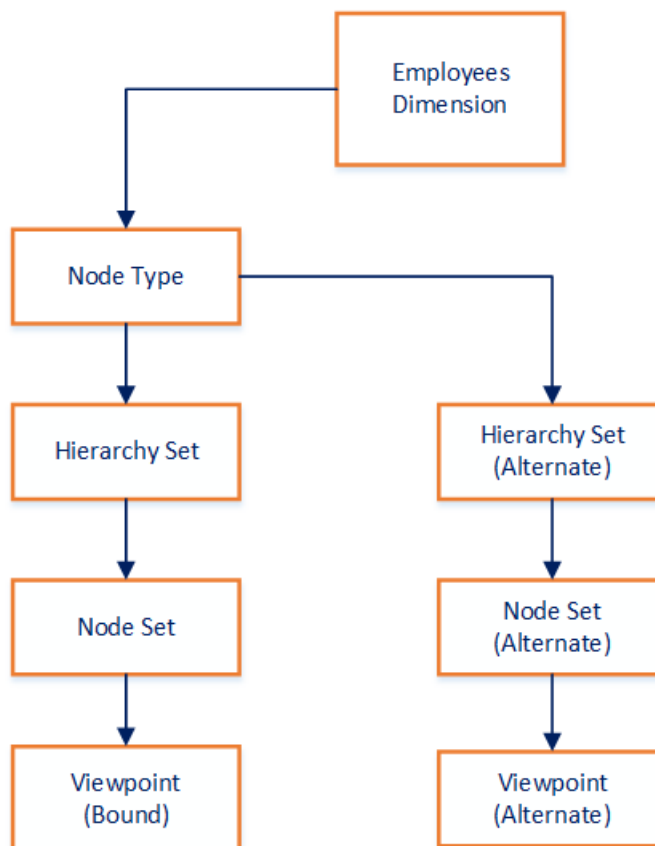 Employees
Dimension
Node Type
Hierarchy Set
Hierarchy Set
(Alternate)
Node Set
Node Set
(Alternate)
Viewpoint
(Bound)
Viewpoint
(Alternate)